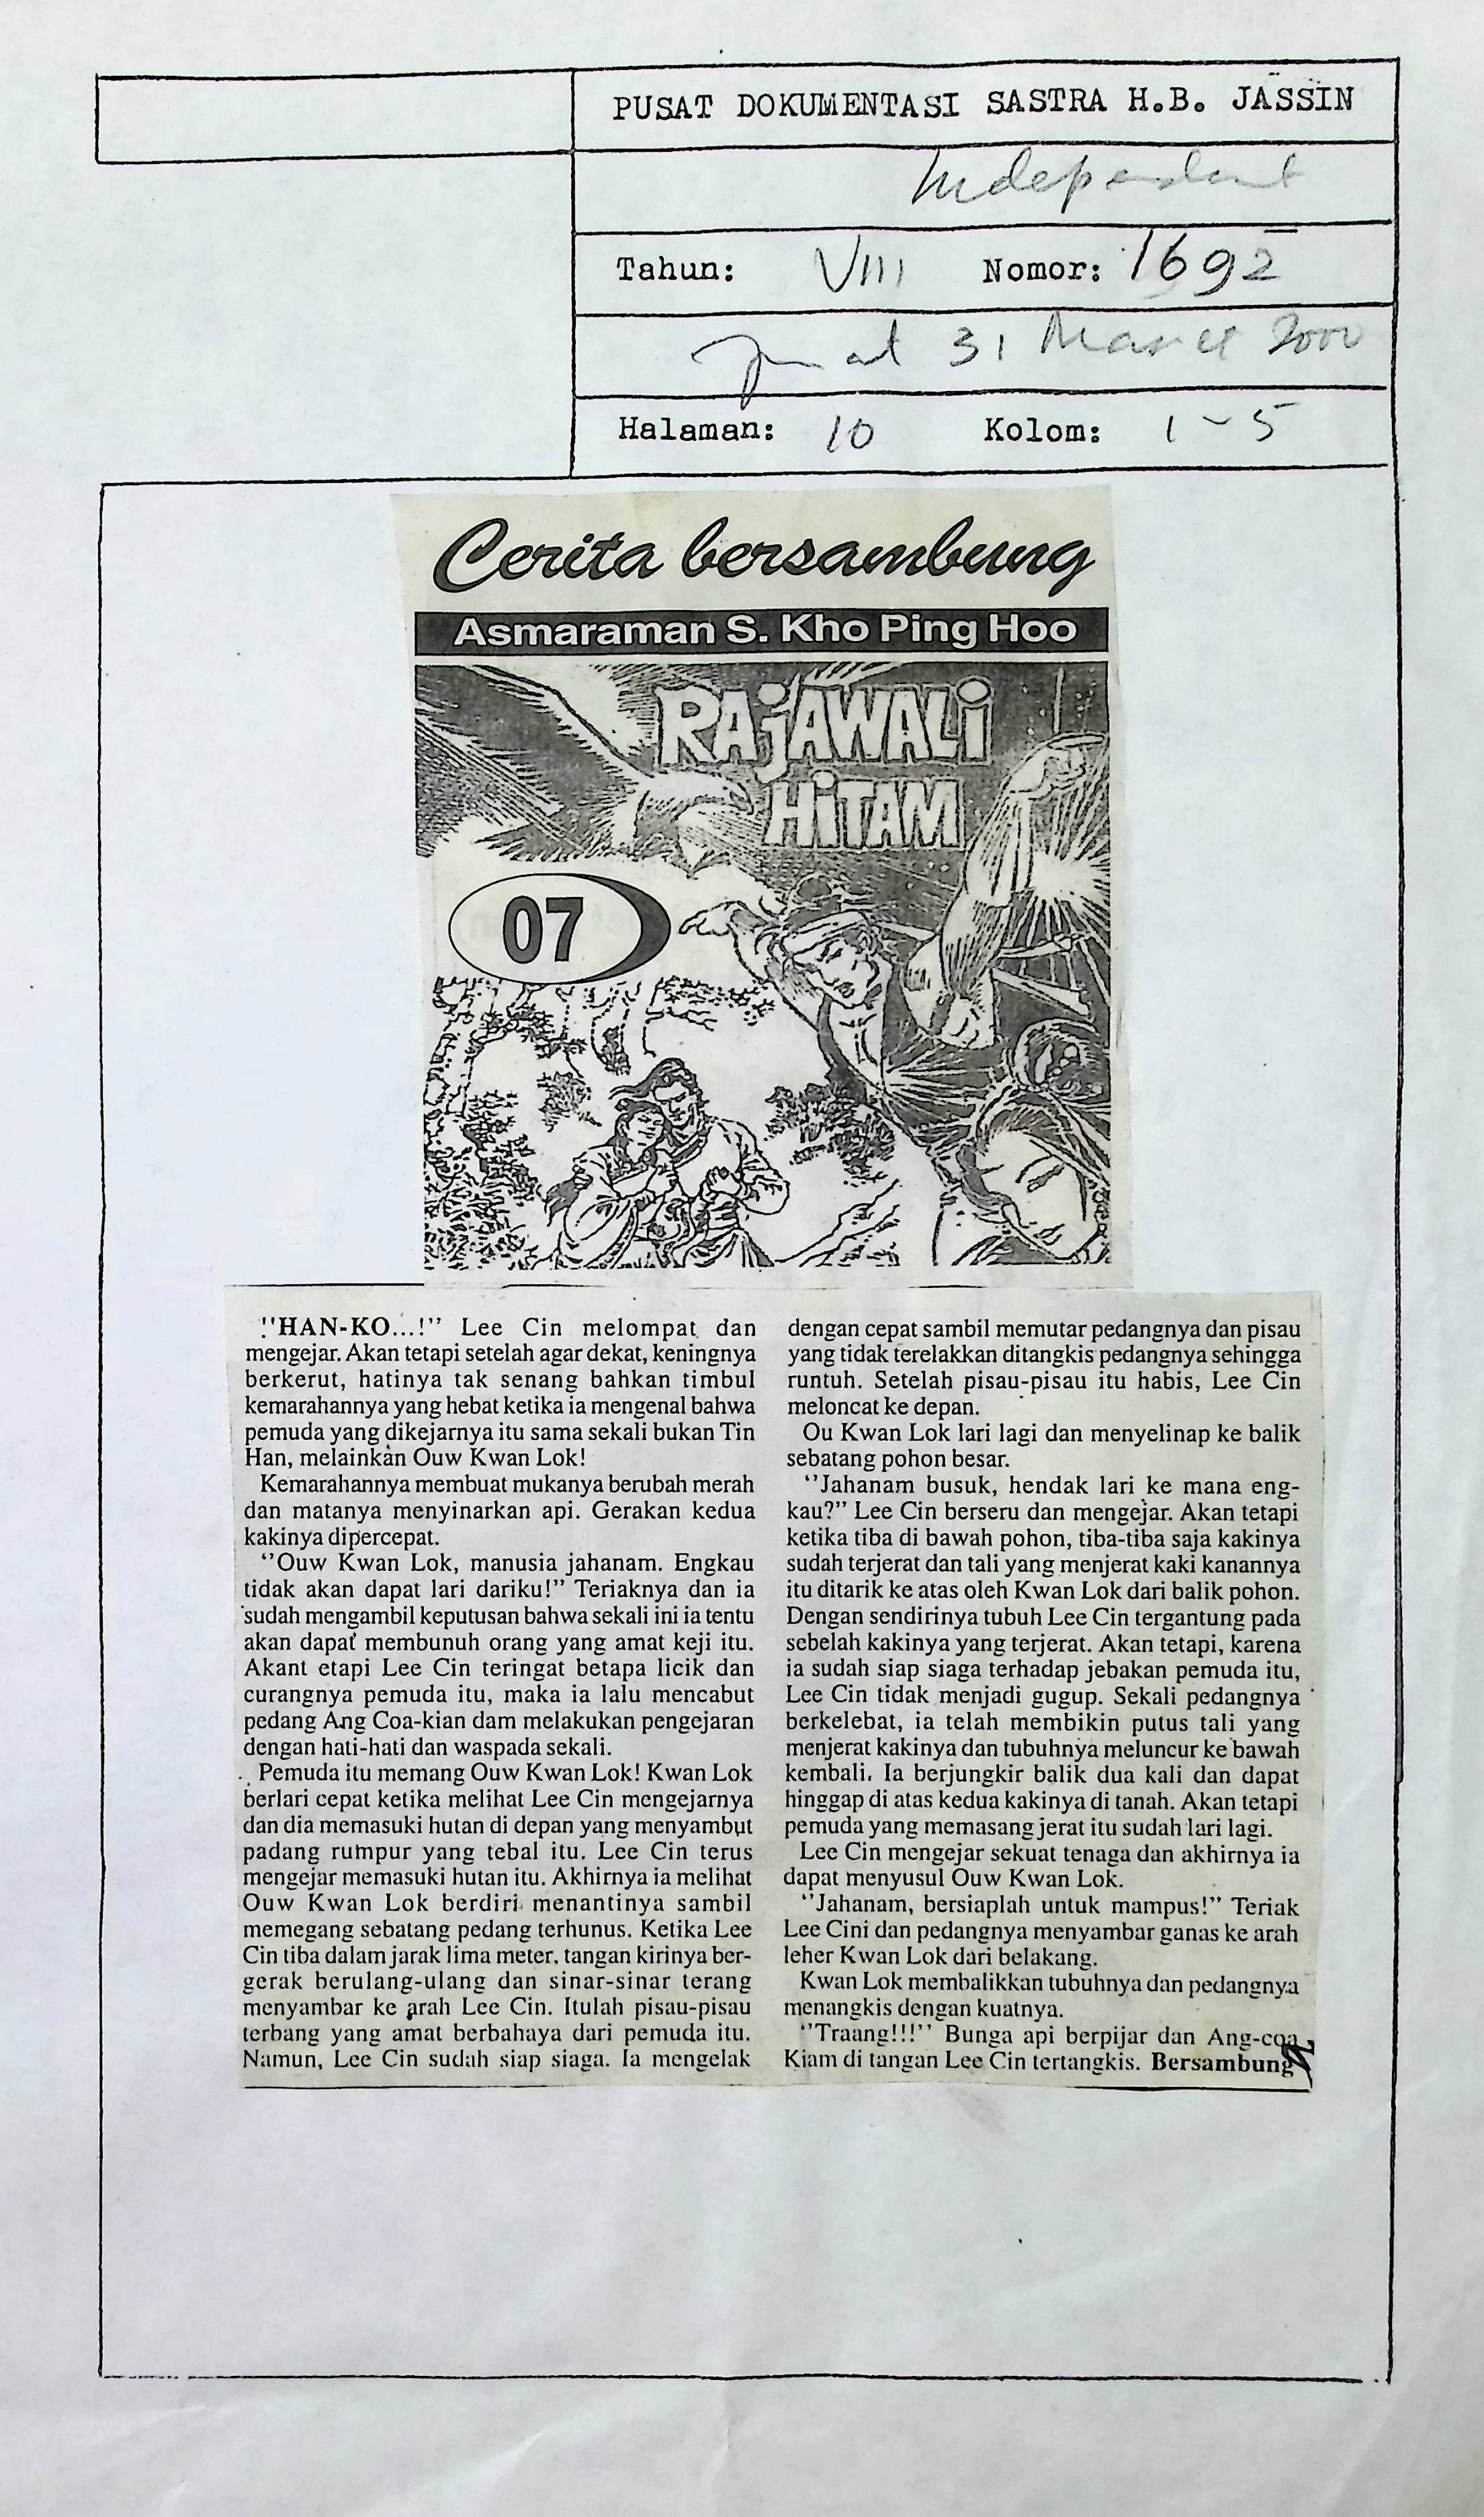 PUSAT DOKUMENTASI SASTRA H.B. JASSIN
Independent
Tahun: VIII Nomor: 1692
Jum'at 31 Maret 2000
Halaman: 10 Kolom: 1 - 5
Cerita bersambung
Asmaraman S. Kho Ping Hoo
RAJAWALI
HITAM
07
"HAN-KO...!" Lee Cin melompat dan
mengejar. Akan tetapi setelah agar dekat, keningnya
berkerut, hatinya tak senang bahkan timbul
kemarahannya yang hebat ketika ia mengenal bahwa
pemuda yang dikejarnya itu sama sekali bukan Tin
Han, melainkan Ouw Kwan Lok!
Kemarahannya membuat mukanya berubah merah
dan matanya menyinarkan api. Gerakan kedua
kakinya dipercepat.
"Ouw Kwan Lok, manusia jahanam. Engkau
tidak akan dapat lari dariku!" Teriaknya dan ia
sudah mengambil keputusan bahwa sekali ini ia tentu
akan dapat membunuh orang yang amat keji itu.
Akant etapi Lee Cin teringat betapa licik dan
curangnya pemuda itu, maka ia lalu mencabut
pedang Ang Coa-kian dam melakukan pengejaran
dengan hati-hati dan waspada sekali.
Pemuda itu memang Ouw Kwan Lok! Kwan Lok
berlari cepat ketika melihat Lee Cin mengejarnya
dan dia memasuki hutan di depan yang menyambut
padang rumpur yang tebal itu. Lee Cin terus
mengejar memasuki hutan itu. Akhirnya ia melihat
Ouw Kwan Lok berdiri menantinya sambil
memegang sebatang pedang terhunus. Ketika Lee
Cin tiba dalam jarak lima meter, tangan kirinya ber-
gerak berulang-ulang dan sinar-sinar terang
menyambar ke arah Lee Cin. Itulah pisau-pisau
terbang yang amat berbahaya dari pemuda itu.
Namun, Lee Cin sudah siap siaga. Ia mengelak
dengan cepat sambil memutar pedangnya dan pisau
yang tidak terelakkan ditangkis pedangnya sehingga
runtuh. Setelah pisau-pisau itu habis, Lee Cin
meloncat ke depan.
Ou Kwan Lok lari lagi dan menyelinap ke balik
sebatang pohon besar.
"Jahanam busuk, hendak lari ke mana eng-
kau?" Lee Cin berseru dan mengejar. Akan tetapi
ketika tiba di bawah pohon, tiba-tiba saja kakinya
sudah terjerat dan tali yang menjerat kaki kanannya
itu ditarik ke atas oleh Kwan Lok dari balik pohon.
Dengan sendirinya tubuh Lee Cin tergantung pada
sebelah kakinya yang terjerat. Akan tetapi, karena
ia sudah siap siaga terhadap jebakan pemuda itu,
Lee Cin tidak menjadi gugup. Sekali pedangnya
berkelebat, ia telah membikin putus tali yang
menjerat kakinya dan tubuhnya meluncur ke bawah
kembali. Ia berjungkir balik dua kali dan dapat
hinggap di atas kedua kakinya di tanah. Akan tetapi
pemuda yang memasang jerat itu sudah lari lagi.
Lee Cin mengejar sekuat tenaga dan akhirnya ia
dapat menyusul Ouw Kwan Lok.
"Jahanam, bersiaplah untuk mampus!" Teriak
Lee Cini dan pedangnya menyambar ganas ke arah
leher Kwan Lok dari belakang.
Kwan Lok membalikkan tubuhnya dan pedangnya
menangkis dengan kuatnya.
"Traang!!!" Bunga api berpijar dan Ang-coa
Kiam di tangan Lee Cin tertangkis. Bersambung